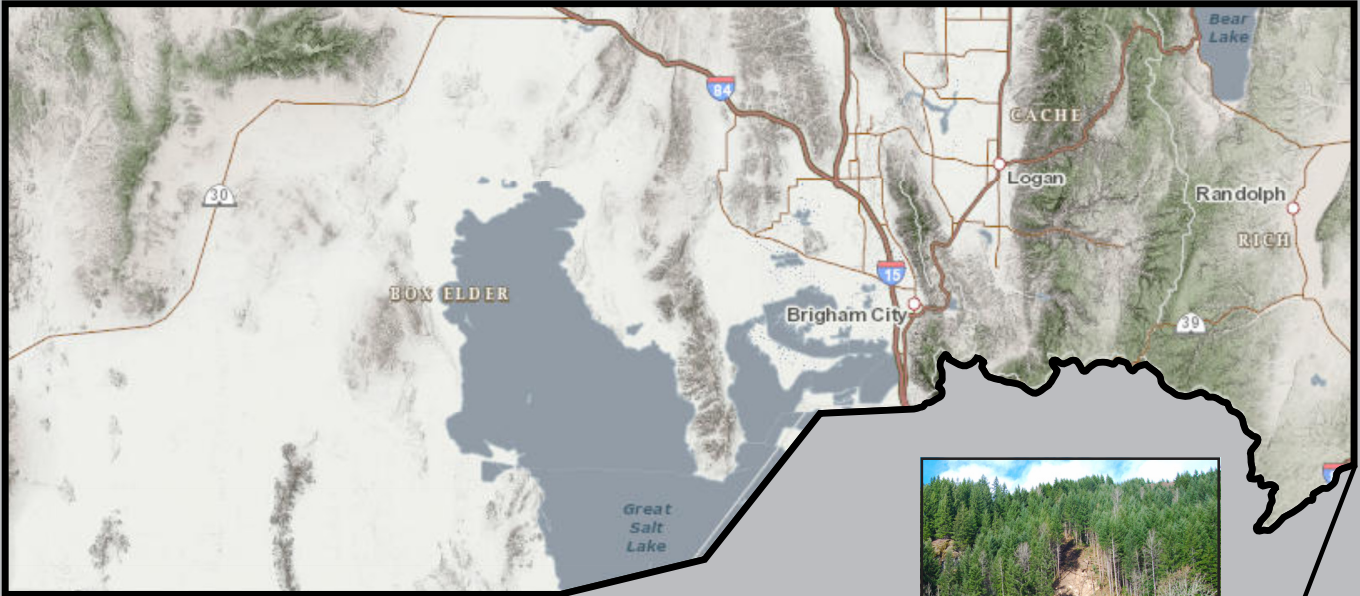 Bear
Lake
84
CACHE
Logan
30
Randolph
RICH
15
BOX ELDER
Brigham City
39
Great
Salt
Lake